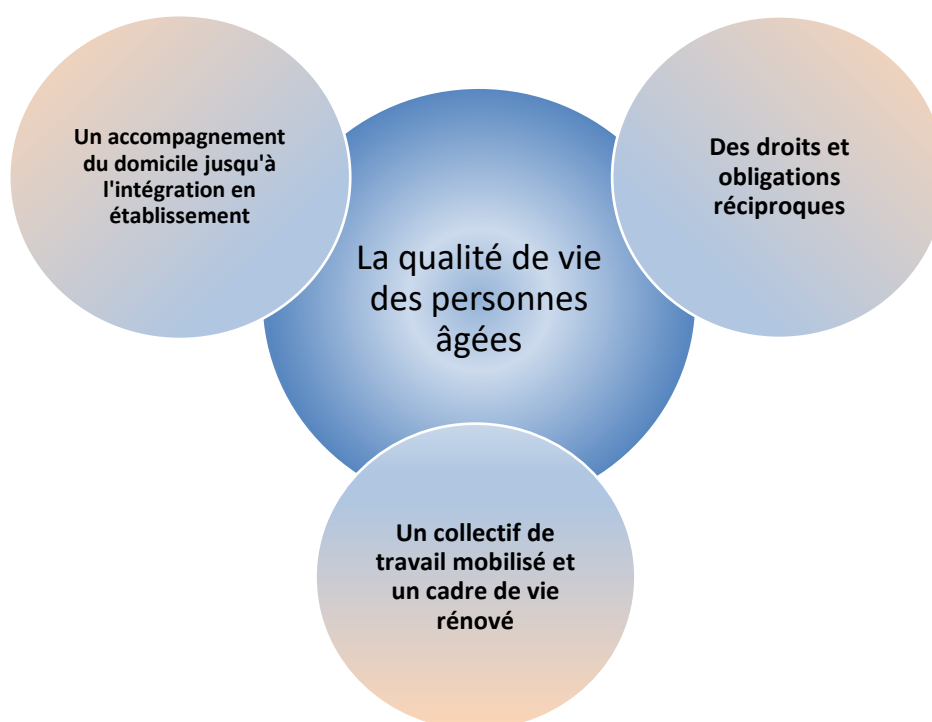 Un accompagnement
du domicile jusqu'à
l'intégration en
établissement
Des droits et
obligations
réciproques
La qualité de vie
des personnes
âgées
Un collectif de
travail mobilisé et
un cadre de vie
rénové